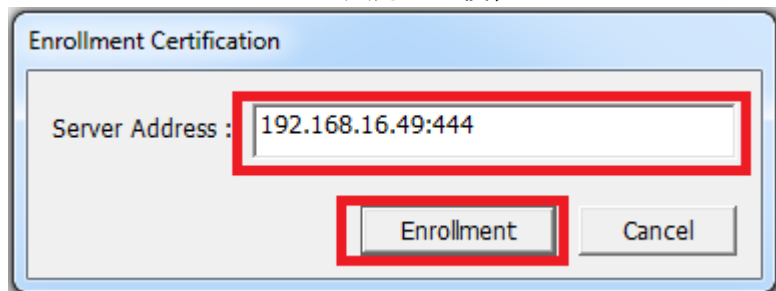 Enrollment Certification
Server Address : 192.168.16.49:444
Enrollment Cancel